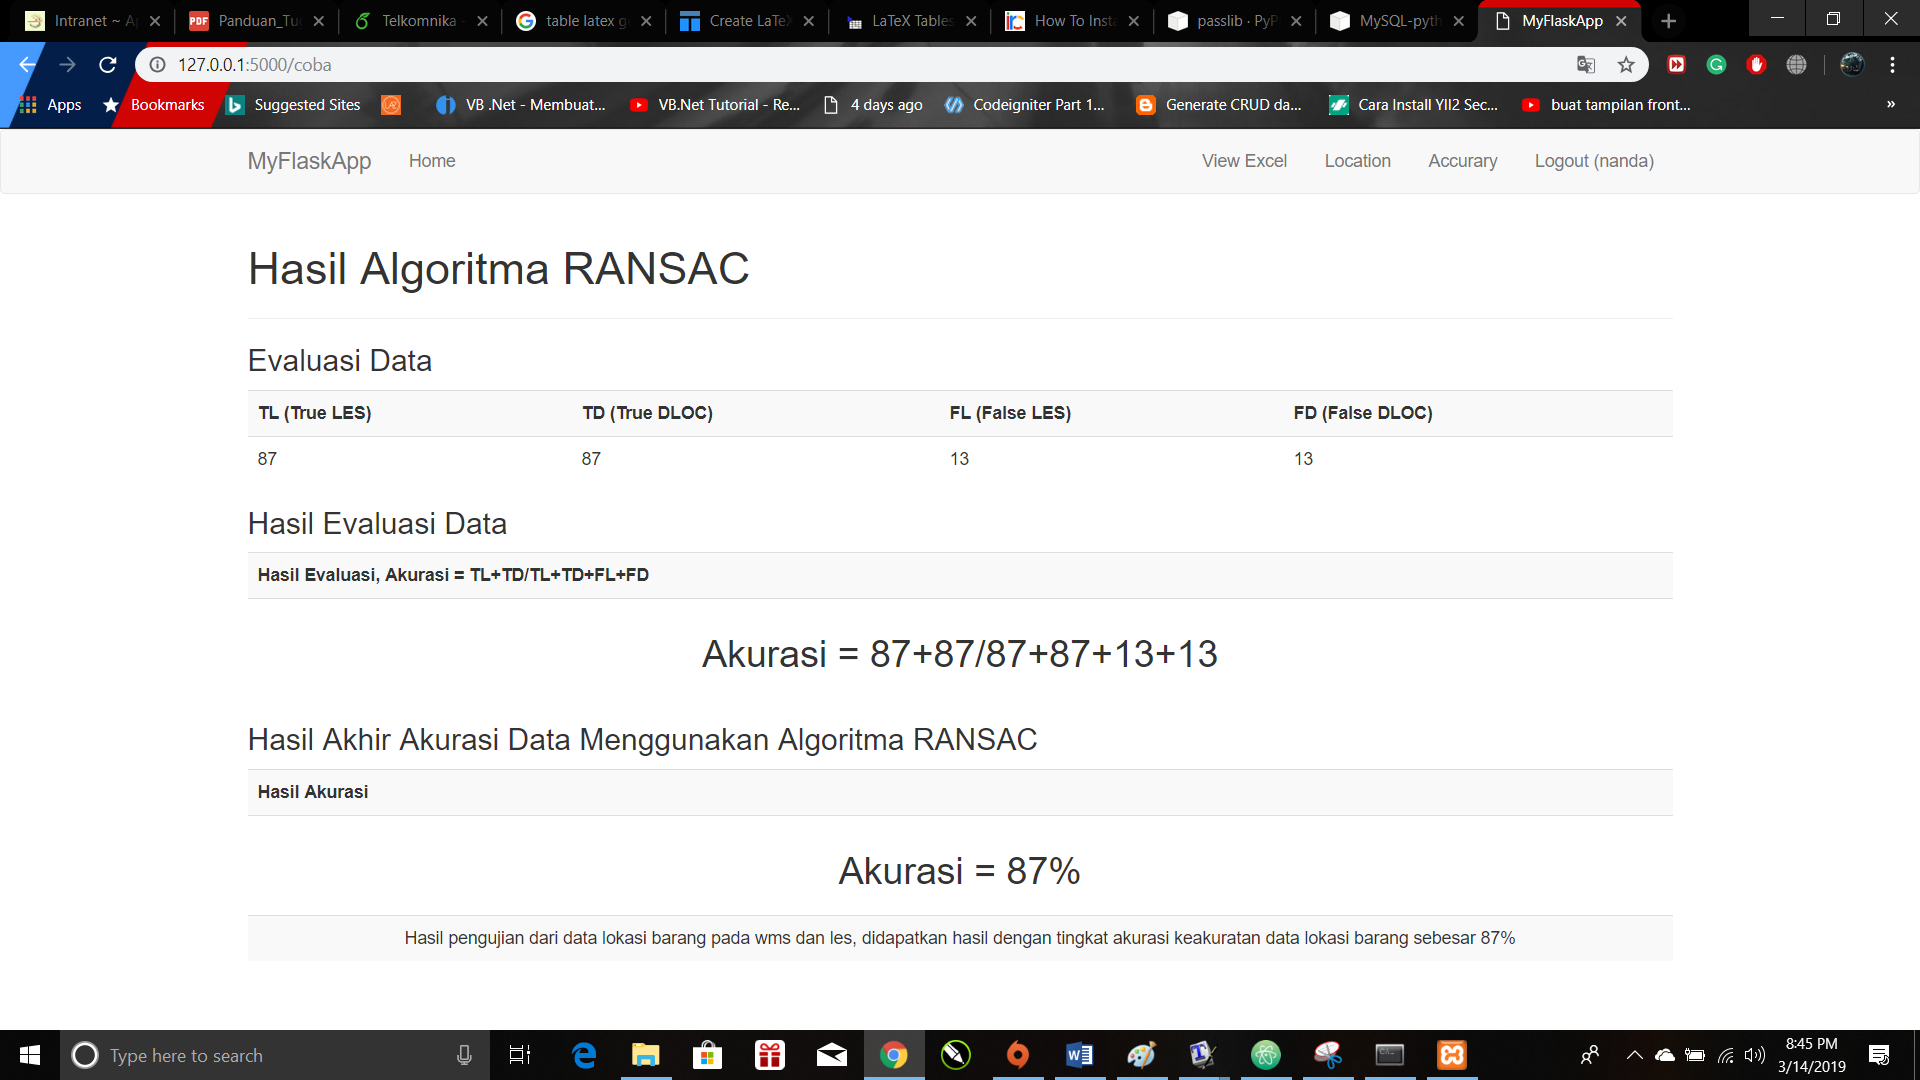 Intranet ~ A
Panduan_Tu
Telkomnika -
table latex g
Create LaTe
LaTeX Tables
How To Insta
passlib · PyP
MySQL-pyth
MyFlaskApp
127.0.0.1:5000/coba
Apps
Bookmarks
Suggested Sites
VB .Net - Membuat...
VB.Net Tutorial - Re...
4 days ago
Codeigniter Part 1...
Generate CRUD da...
Cara Install YII2 Sec...
buat tampilan front...
»
MyFlaskApp Home View Excel Location Accurary Logout (nanda)
Hasil Algoritma RANSAC
Evaluasi Data
TL (True LES) TD (True DLOC) FL (False LES) FD (False DLOC)
87 87 13 13
Hasil Evaluasi Data
Hasil Evaluasi, Akurasi = TL+TD/TL+TD+FL+FD
Akurasi = 87+87/87+87+13+13
Hasil Akhir Akurasi Data Menggunakan Algoritma RANSAC
Hasil Akurasi
Akurasi = 87%
Hasil pengujian dari data lokasi barang pada wms dan les, didapatkan hasil dengan tingkat akurasi keakuratan data lokasi barang sebesar 87%
Type here to search
8:45 PM
3/14/2019